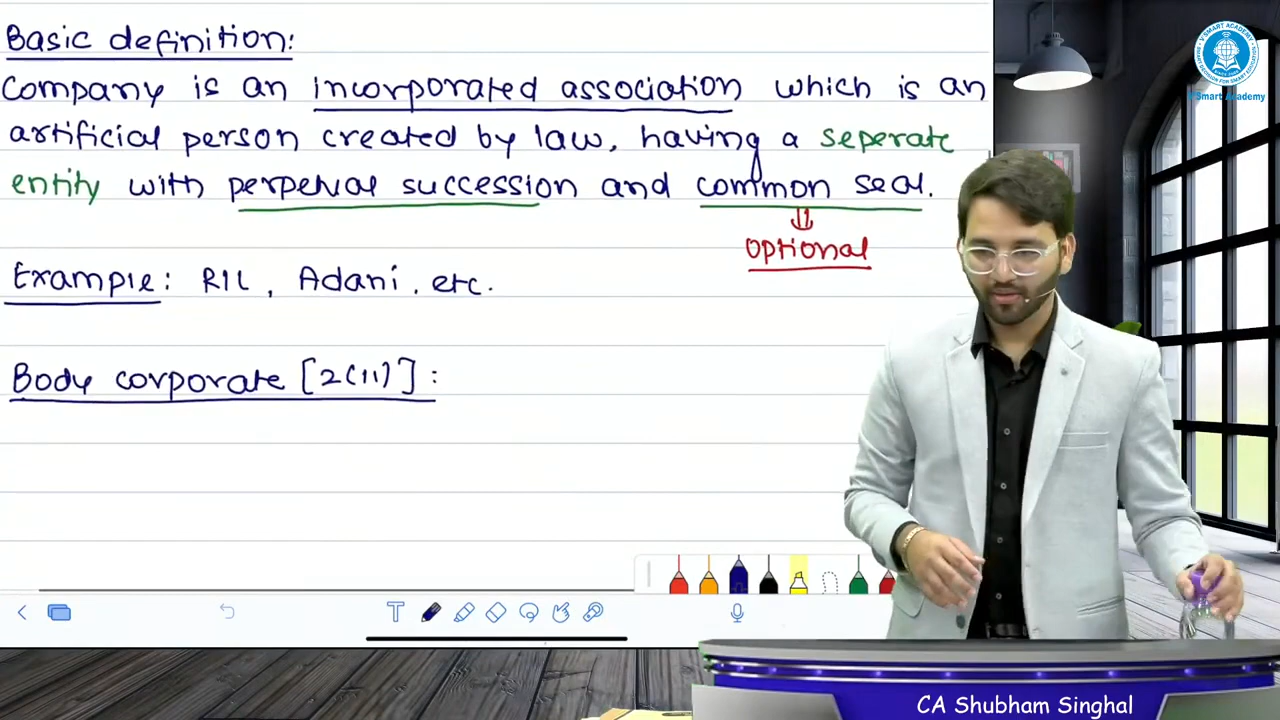 Basic definition:
Company is an incorporated association which is an
artificial person created by law, having a seperate
entity with perpetual succession and common seal.
optional
Example: RIL, Adani, etc.
Body corporate [2(11)]:
V SMART ACADEMY
V'Smart Academy
T
CA Shubham Singhal